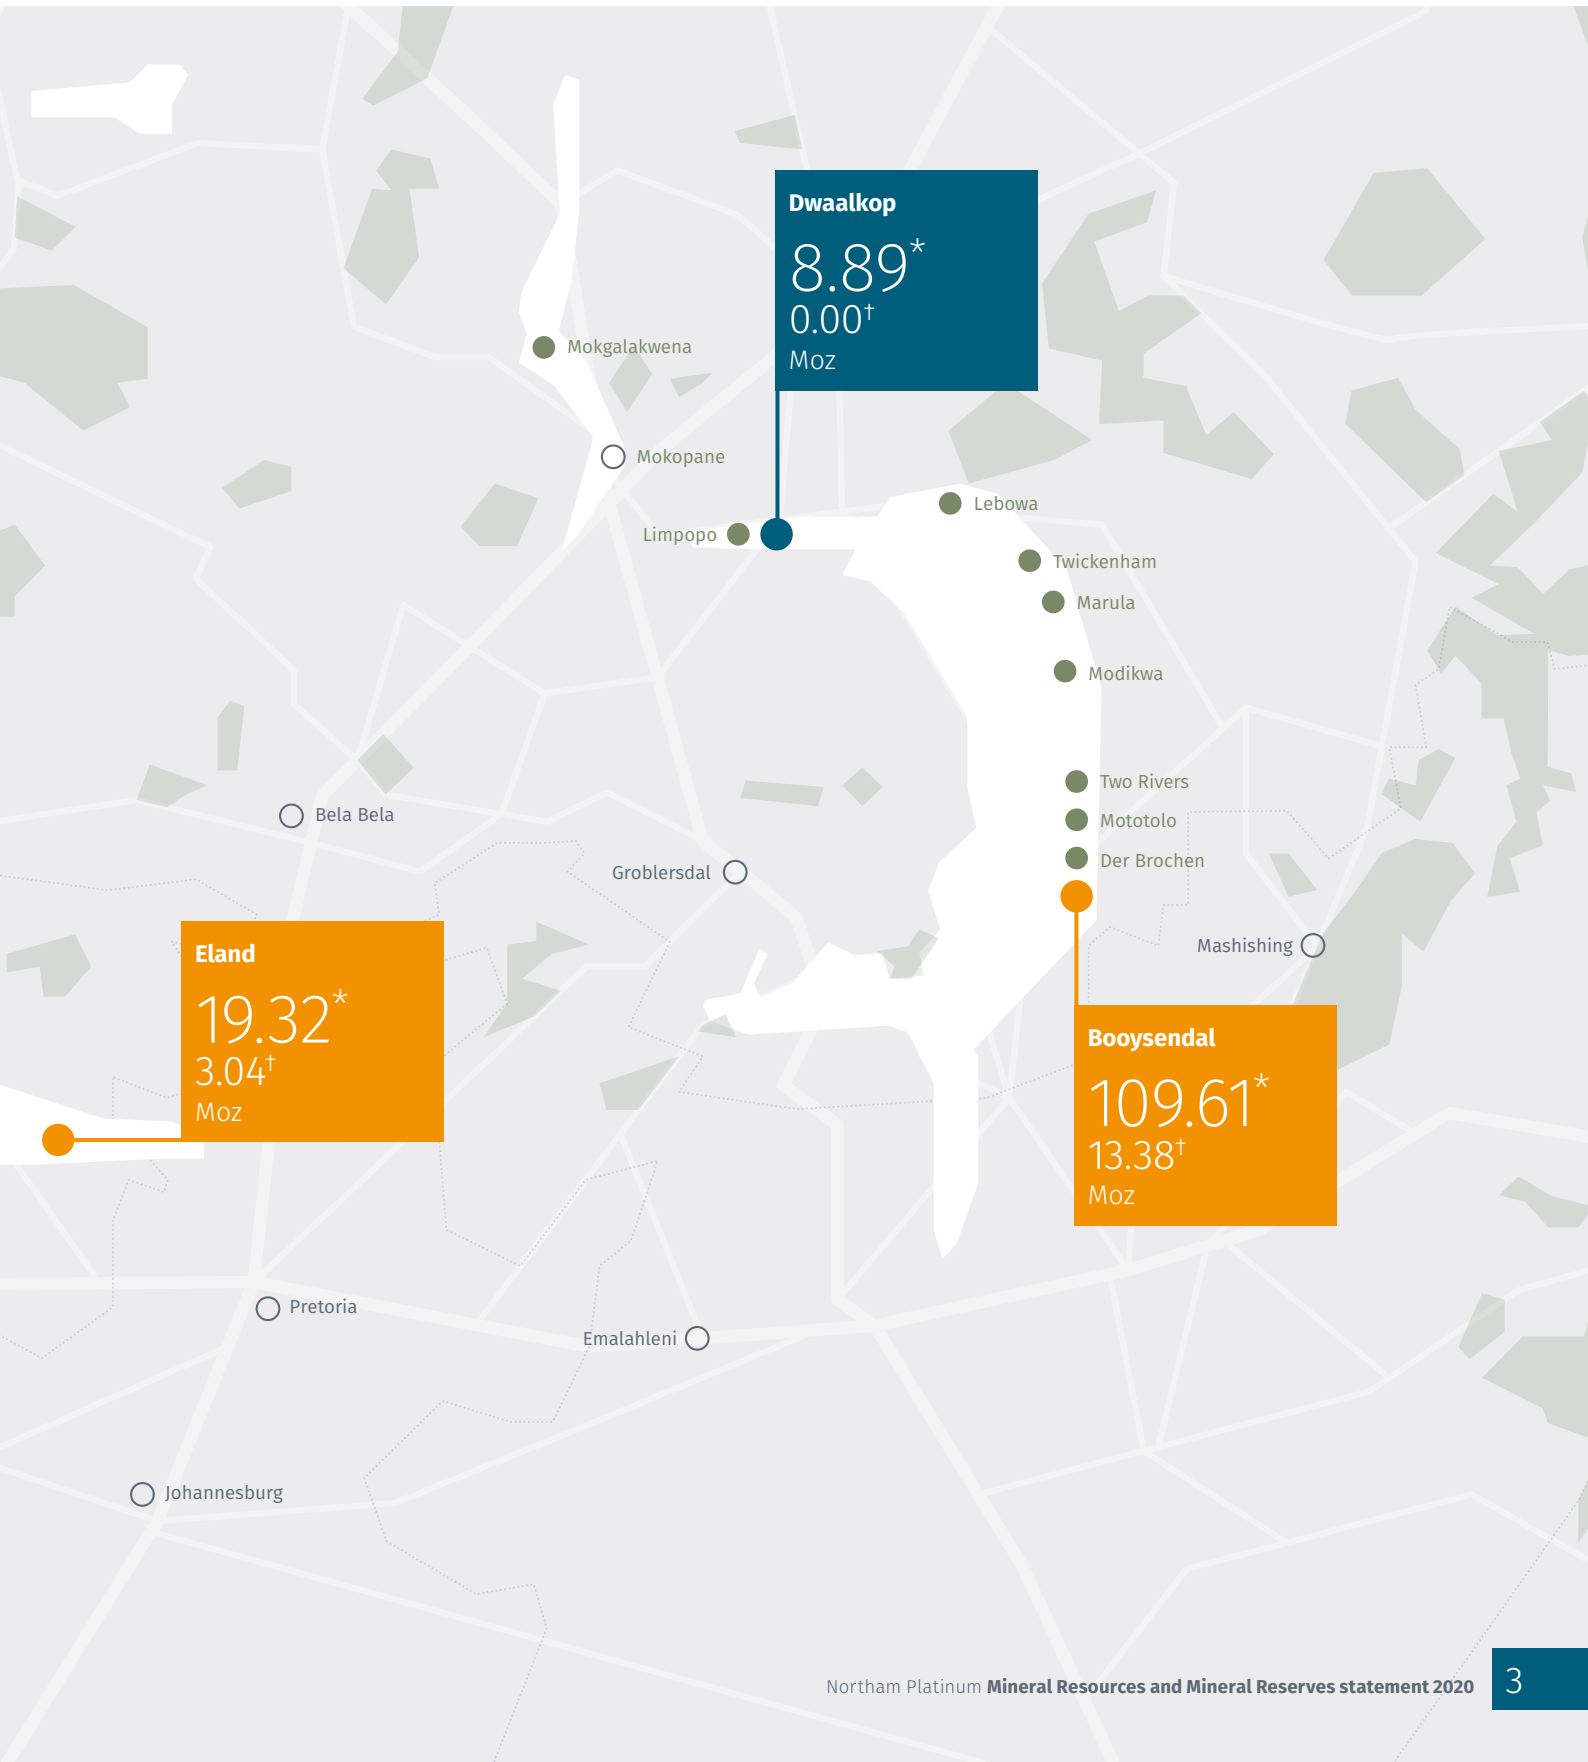 Dwaalkop
8.89*
0.00†
Moz
Mokgalakwena
Mokopane
Lebowa
Limpopo
Twickenham
Marula
Modikwa
Two Rivers
Mototolo
Der Brochen
Bela Bela
Groblersdal
Mashishing
Eland
19.32*
3.04†
Moz
Booysendal
109.61*
13.38†
Moz
Pretoria
Emalahleni
Johannesburg
Northam Platinum Mineral Resources and Mineral Reserves statement 2020 3